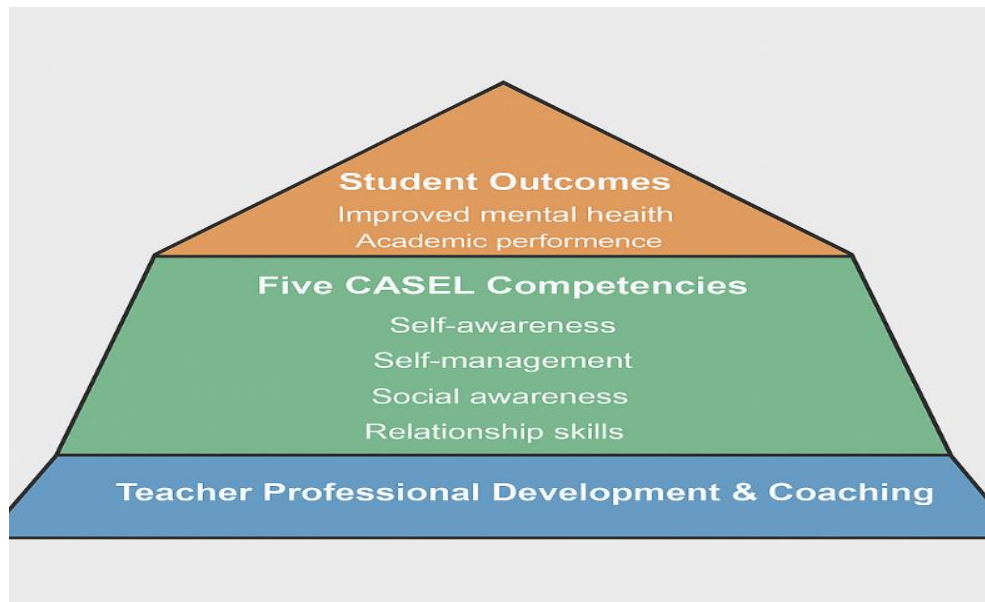 Student Outcomes
Improved mental health
Academic performence
Five CASEL Competencies
Self-awareness
Self-management
Social awareness
Relationship skills
Teacher Professional Development & Coaching